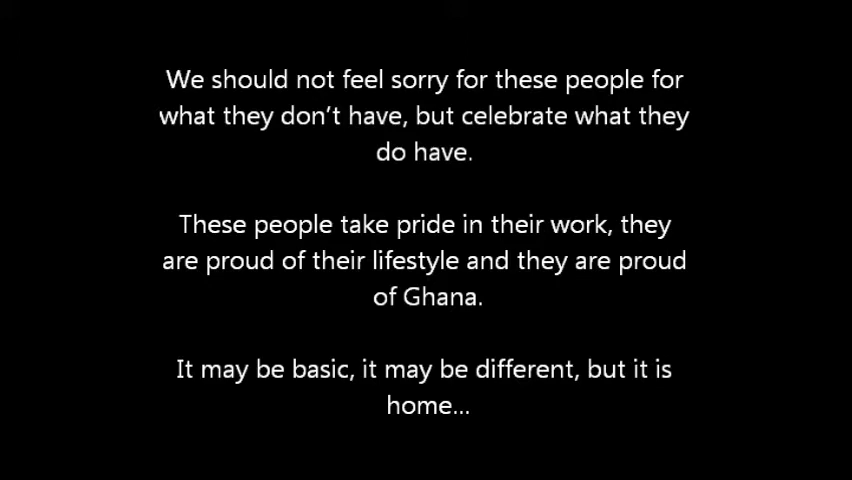 We should not feel sorry for these people for
what they don’t have, but celebrate what they
do have.
These people take pride in their work, they
are proud of their lifestyle and they are proud
of Ghana.
It may be basic, it may be different, but it is
home...